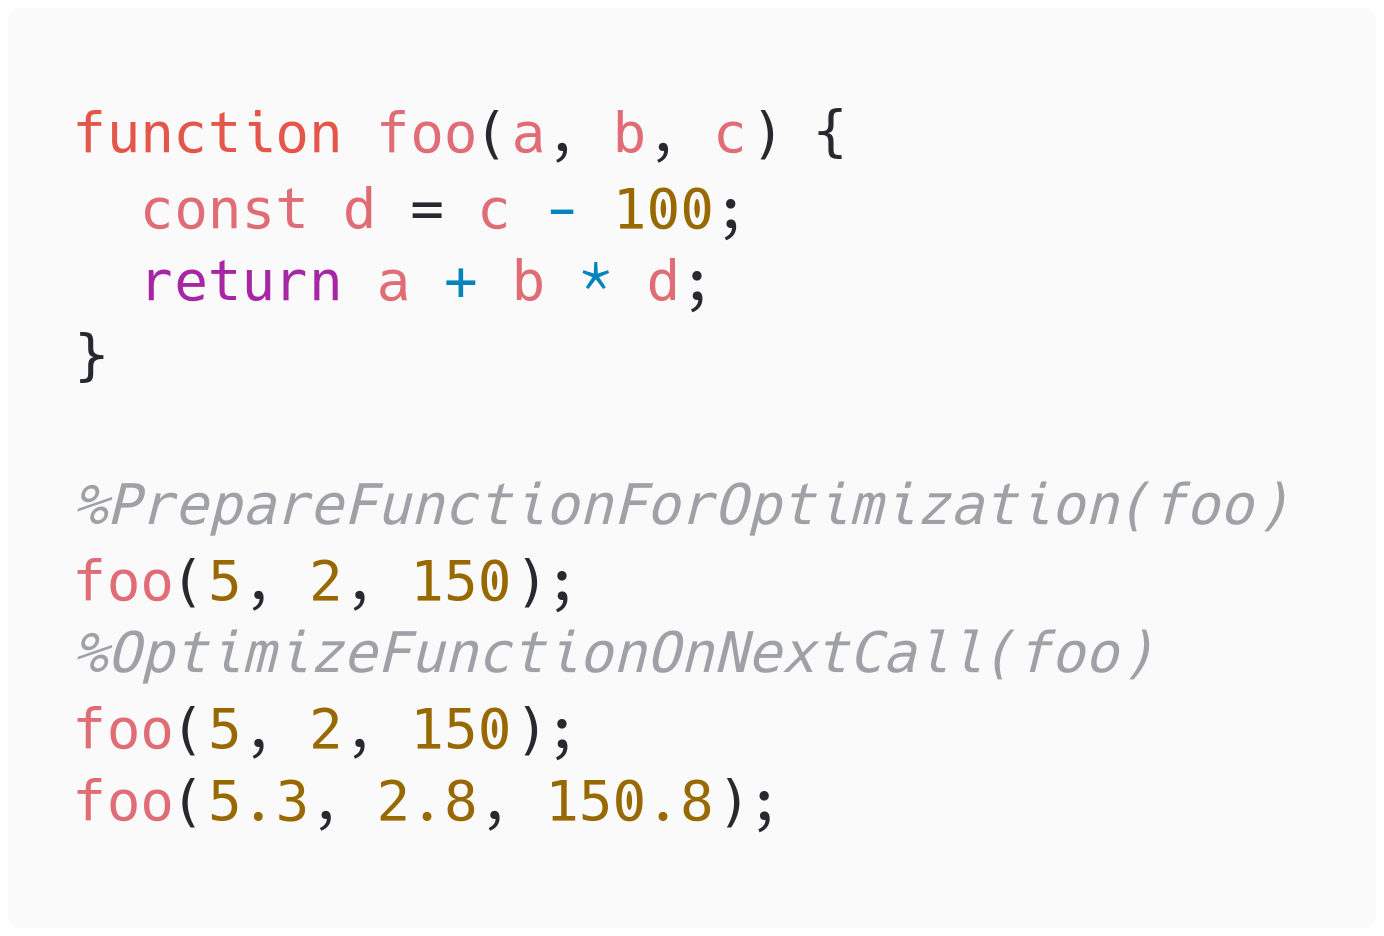 function foo(a, b, c) {
  const d = c - 100;
  return a + b * d;
}

%PrepareFunctionForOptimization(foo)
foo(5, 2, 150);
%OptimizeFunctionOnNextCall(foo)
foo(5, 2, 150);
foo(5.3, 2.8, 150.8);